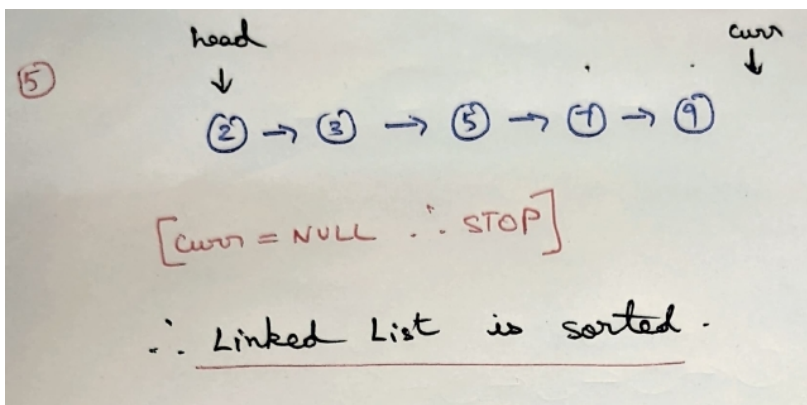 head curr
⑤ ↓ ↓
② → ③ → ⑤ → ⑦ → ⑨
[curr = NULL ∴ STOP]
∴ Linked List is sorted.